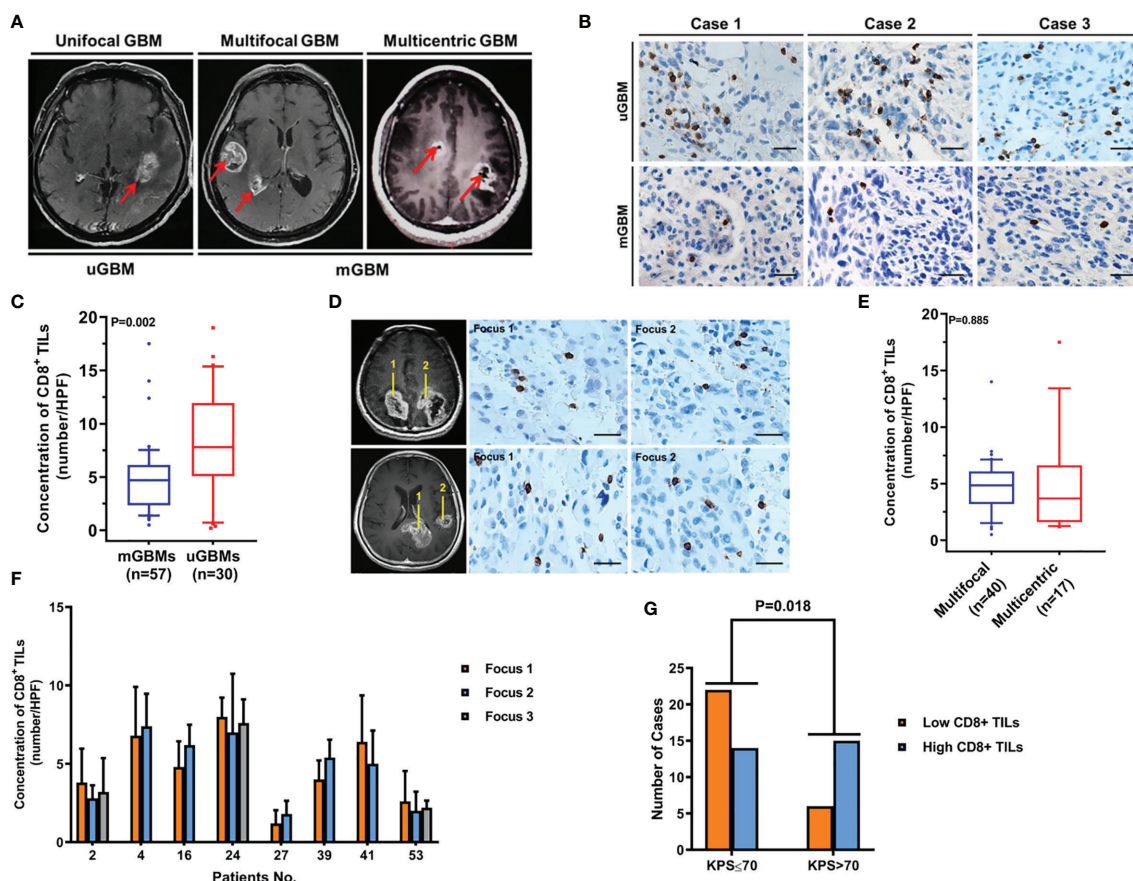 A
Unifocal GBM
Multifocal GBM
Multicentric GBM
uGBM
mGBM
B
Case 1
Case 2
Case 3
uGBM
mGBM
C
Concentration of CD8⁺ TILs
(number/HPF)
P=0.002
20
15
10
5
0
mGBMs
(n=57)
uGBMs
(n=30)
D
1
2
Focus 1
Focus 2
1
2
Focus 1
Focus 2
E
Concentration of CD8⁺ TILs
(number/HPF)
P=0.885
20
15
10
5
0
Multifocal
(n=40)
Multicentric
(n=17)
F
Concentration of CD8⁺TILs
(number/HPF)
15
10
5
0
2
4
16
24
27
39
41
53
Patients No.
Focus 1
Focus 2
Focus 3
G
P=0.018
Number of Cases
25
20
15
10
5
0
KPS≤70
KPS>70
Low CD8+ TILs
High CD8+ TILs